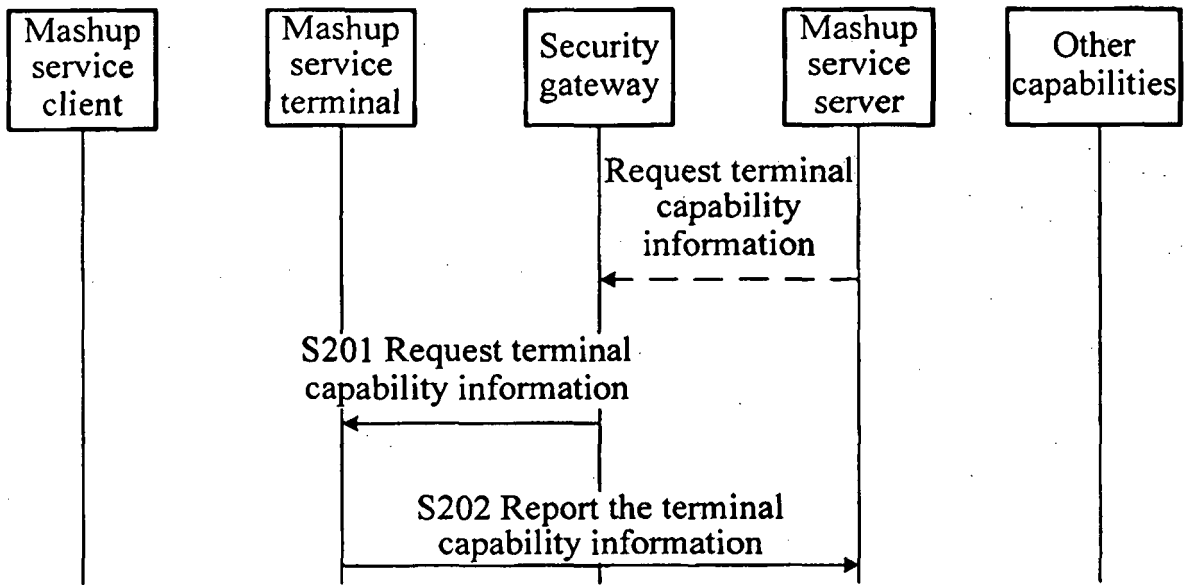 Mashup
service
client
Mashup
service
terminal
Security
gateway
Mashup
service
server
Other
capabilities
Request terminal
capability
information
S201 Request terminal
capability information
S202 Report the terminal
capability information